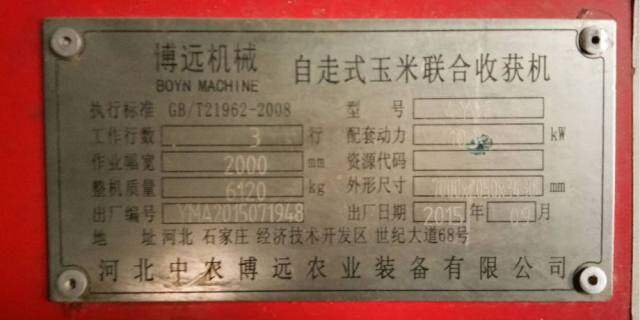 博远机械 自走式玉米联合收获机
BOYN MACHINE
执行标准 GB/T21962-2008 型 号
工作行数 3 行 配套动力 kW
作业幅宽 2000 mm 资源代码
整机质量 6120 kg 外形尺寸 mm
出厂编号 YMA2015071948 出厂日期 2015 年 09 月
地 址 河北 石家庄 经济技术开发区 世纪大道68号
河北中农博远农业装备有限公司